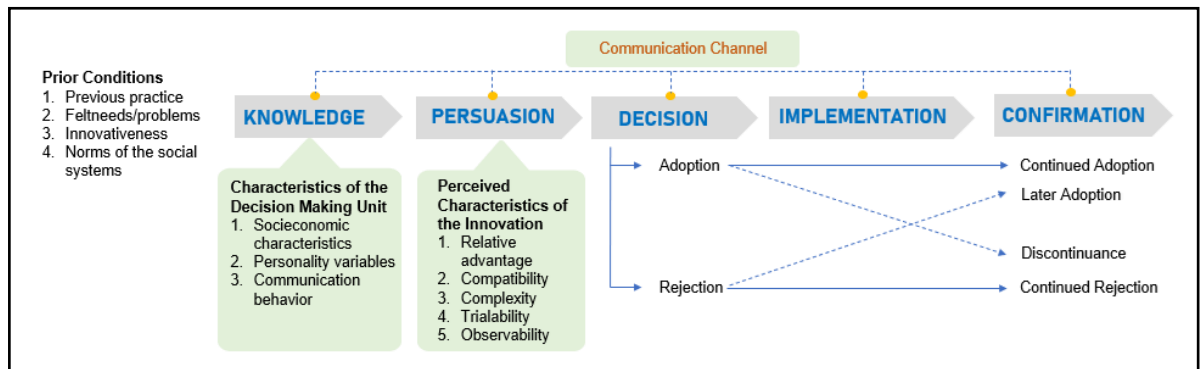 Communication Channel
Prior Conditions
1. Previous practice
2. Feltneeds/problems
3. Innovativeness
4. Norms of the social
systems
KNOWLEDGE
PERSUASION
DECISION
IMPLEMENTATION
CONFIRMATION
Characteristics of the
Decision Making Unit
1. Socieconomic
characteristics
2. Personality variables
3. Communication
behavior
Perceived
Characteristics of
the Innovation
1. Relative
advantage
2. Compatibility
3. Complexity
4. Trialability
5. Observability
Adoption
Rejection
Continued Adoption
Later Adoption
Discontinuance
Continued Rejection